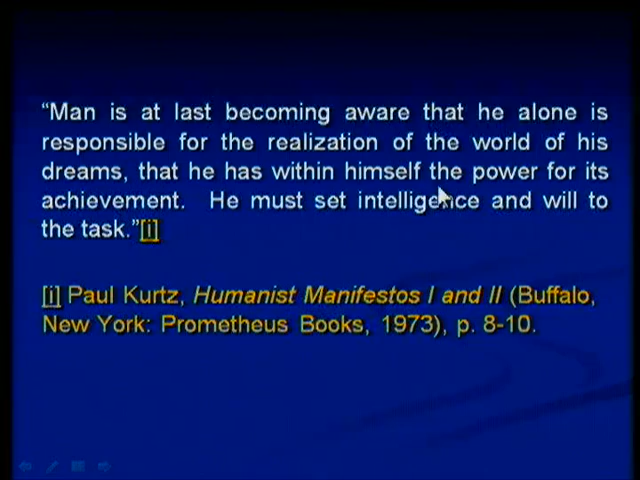 “Man is at last becoming aware that he alone is
responsible for the realization of the world of his
dreams, that he has within himself the power for its
achievement. He must set intelligence and will to
the task.”[i]
[i] Paul Kurtz, Humanist Manifestos I and II (Buffalo,
New York: Prometheus Books, 1973), p. 8-10.